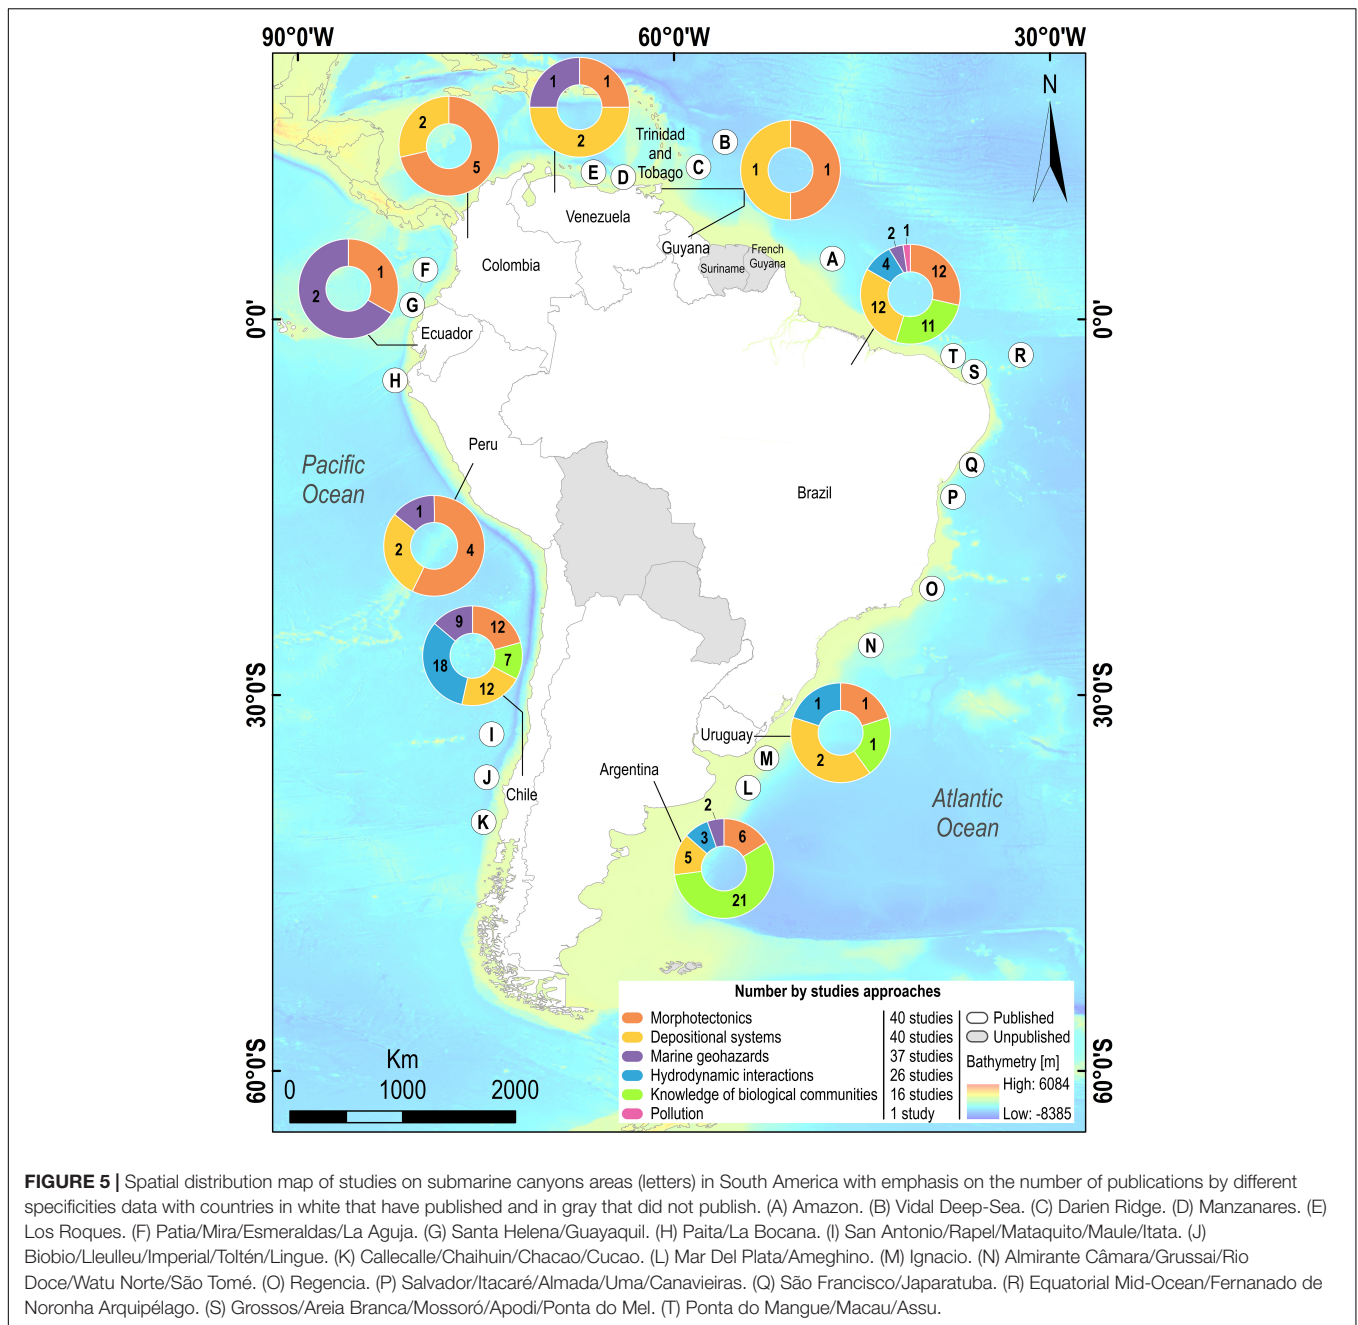 90°0'W 60°0'W 30°0'W
N
1 1
2
2
5
Trinidad
and
Tobago
B
C
E
D
1 1
Venezuela
Guyana
French
Guyana
Suriname
Colombia
A
2 1
4 12
12
11
F
G
1
2
0°0'
0°0'
Ecuador
T
S
R
H
Peru
Pacific
Ocean
Brazil
Q
P
1
2 4
O
9 12
18 7
12
N
30°0'S
30°0'S
I
1 1
1
2
Uruguay
M
J
L
Argentina
Chile
K
Atlantic
Ocean
2
3 6
5
21
Number by studies approaches
Morphotectonics 40 studies Published
Depositional systems 40 studies Unpublished
Marine geohazards 37 studies
Bathymetry [m]
Hydrodynamic interactions 26 studies
High: 6084
Knowledge of biological communities 16 studies
Pollution 1 study
Low: -8385
Km
0 1000 2000
60°0'S
60°0'S
FIGURE 5 | Spatial distribution map of studies on submarine canyons areas (letters) in South America with emphasis on the number of publications by different
specificities data with countries in white that have published and in gray that did not publish. (A) Amazon. (B) Vidal Deep-Sea. (C) Darien Ridge. (D) Manzanares. (E)
Los Roques. (F) Patia/Mira/Esmeraldas/La Aguja. (G) Santa Helena/Guayaquil. (H) Paita/La Bocana. (I) San Antonio/Rapel/Mataquito/Maule/Itata. (J)
Biobio/Lleulleu/Imperial/Toltén/Lingue. (K) Callecalle/Chaihuin/Chacao/Cucao. (L) Mar Del Plata/Ameghino. (M) Ignacio. (N) Almirante Câmara/Grussai/Rio
Doce/Watu Norte/São Tomé. (O) Regencia. (P) Salvador/Itacaré/Almada/Uma/Canavieiras. (Q) São Francisco/Japaratuba. (R) Equatorial Mid-Ocean/Fernanado de
Noronha Arquipélago. (S) Grossos/Areia Branca/Mossoró/Apodi/Ponta do Mel. (T) Ponta do Mangue/Macau/Assu.